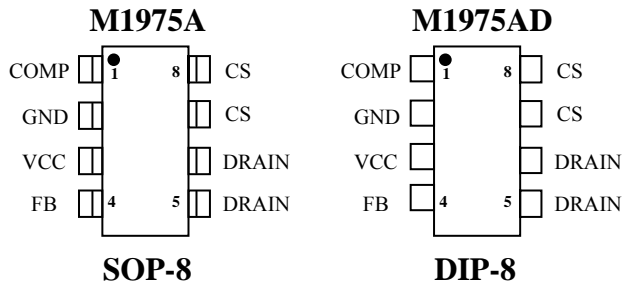 M1975A
COMP 1 8 CS
GND CS
VCC DRAIN
FB 4 5 DRAIN
SOP-8
M1975AD
COMP 1 8 CS
GND CS
VCC DRAIN
FB 4 5 DRAIN
DIP-8